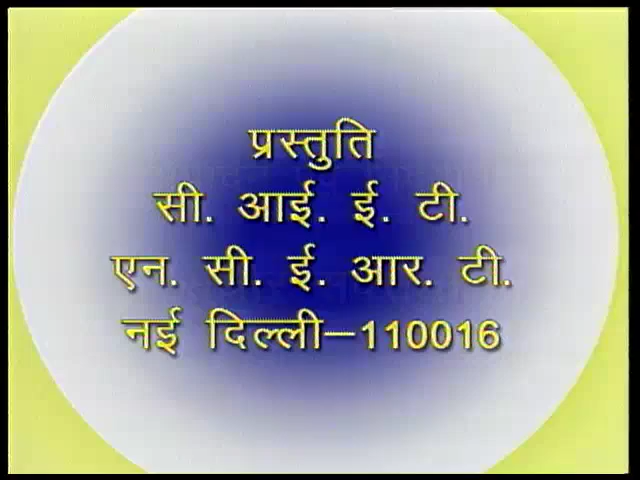 प्रस्तुति
सी. आई. ई. टी.
एन. सी. ई. आर. टी.
नई दिल्ली–110016